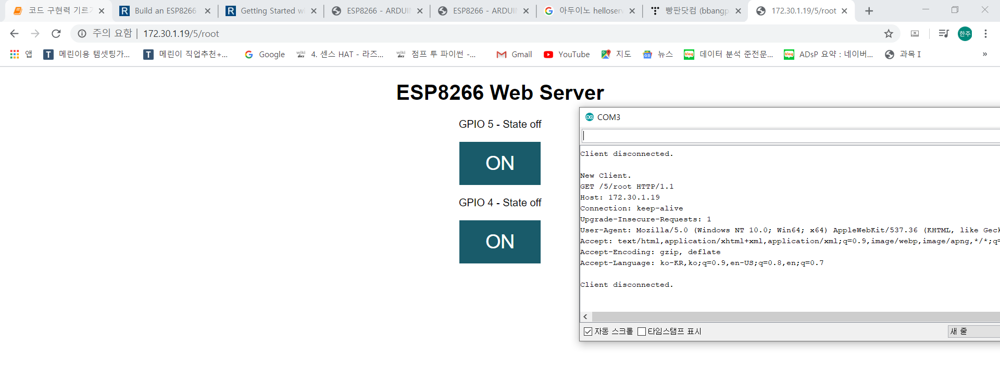 코드 구현력 기르기
Build an ESP8266
Getting Started wi
ESP8266 - ARDUIN
ESP8266 - ARDUIN
아두이노 helloserv
빵판닷컴 (bbangp
172.30.1.19/5/root
주의 요함 | 172.30.1.19/5/root
한주
앱
메린이용 템셋팅가...
메린이 직업추천+...
Google
4. 센스 HAT - 라즈...
점프 투 파이썬 -...
Gmail
YouTube
지도
뉴스
데이터 분석 준전문...
ADsP 요약 : 네이버...
과목 I
»
ESP8266 Web Server
GPIO 5 - State off
ON
GPIO 4 - State off
ON
COM3
Client disconnected.
New Client.
GET /5/root HTTP/1.1
Host: 172.30.1.19
Connection: keep-alive
Upgrade-Insecure-Requests: 1
User-Agent: Mozilla/5.0 (Windows NT 10.0; Win64; x64) AppleWebKit/537.36 (KHTML, like Geck
Accept: text/html,application/xhtml+xml,application/xml;q=0.9,image/webp,image/apng,*/*;q=
Accept-Encoding: gzip, deflate
Accept-Language: ko-KR,ko;q=0.9,en-US;q=0.8,en;q=0.7
Client disconnected.
자동 스크롤
타임스탬프 표시
새 줄